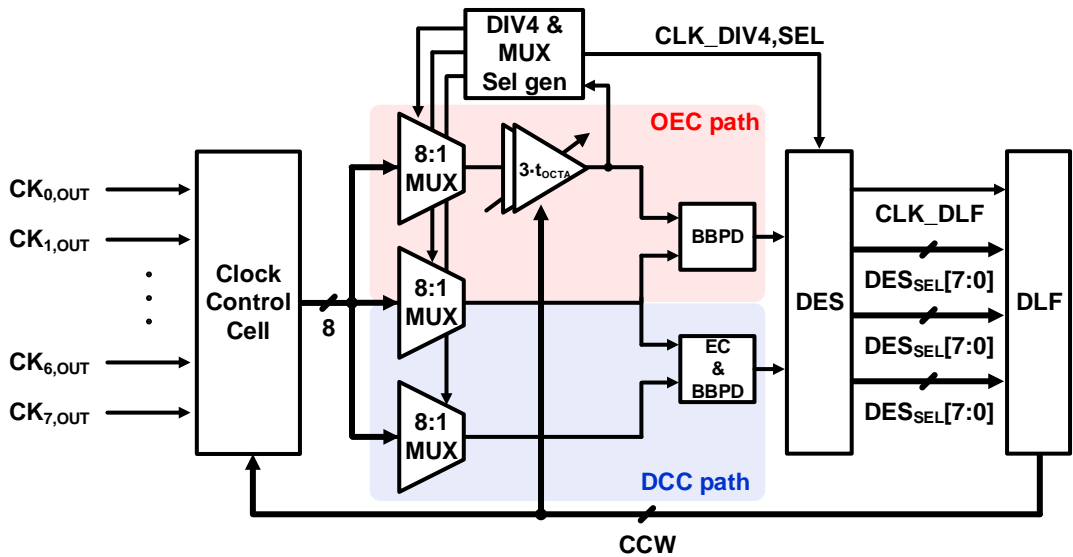 DIV4 &
MUX
Sel gen
CLK_DIV4,SEL
OEC path
8:1
MUX
3·tOCTA
CK0,OUT
CK1,OUT
CK6,OUT
CK7,OUT
Clock
Control
Cell
8
BBPD
8:1
MUX
EC
&
BBPD
8:1
MUX
DCC path
DES
CLK_DLF
DESSEL[7:0]
DESSEL[7:0]
DESSEL[7:0]
DLF
CCW